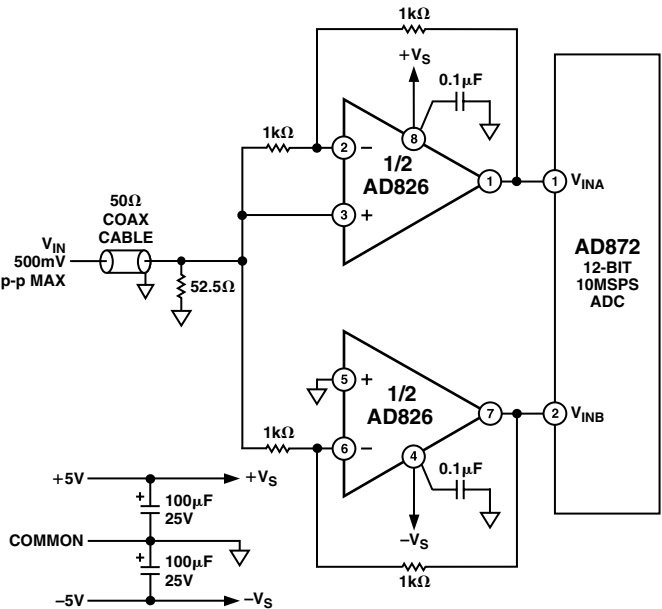 1kΩ
+VS
0.1μF
8
1kΩ
2
–
1/2
AD826
1
3
+
1
VINA
50Ω
COAX
CABLE
VIN
500mV
p-p MAX
52.5Ω
AD872
12-BIT
10MSPS
ADC
5
+
1/2
AD826
7
2
VINB
1kΩ
6
–
4
0.1μF
–VS
1kΩ
+5V
+VS
+
100μF
25V
COMMON
+
100μF
25V
–5V
–VS